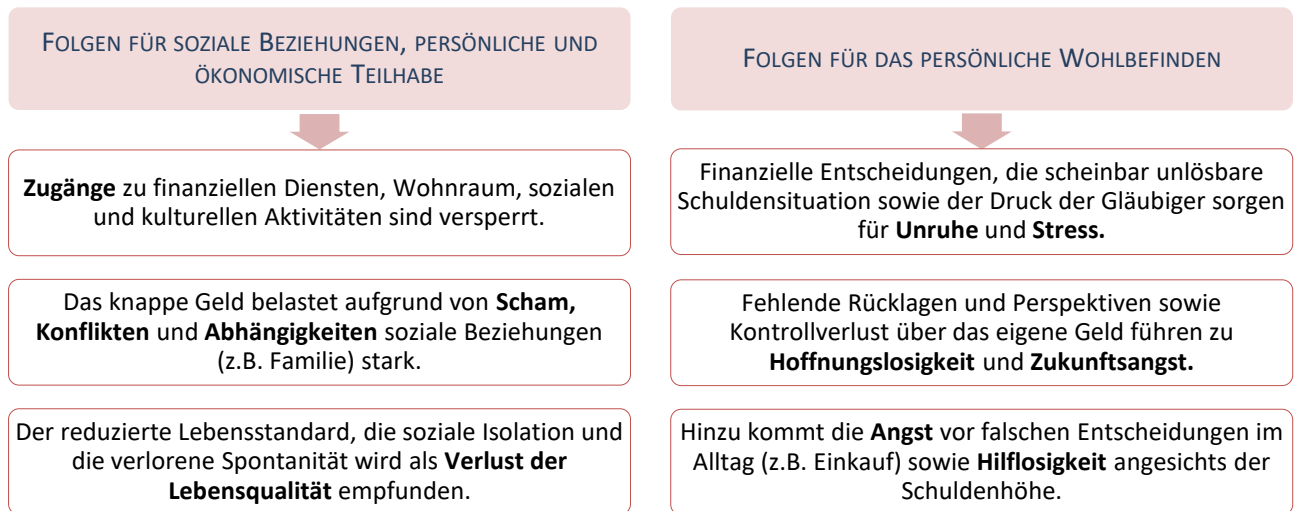 FOLGEN FÜR SOZIALE BEZIEHUNGEN, PERSÖNLICHE UND
ÖKONOMISCHE TEILHABE
Zugänge zu finanziellen Diensten, Wohnraum, sozialen
und kulturellen Aktivitäten sind versperrt.
Das knappe Geld belastet aufgrund von Scham,
Konflikten und Abhängigkeiten soziale Beziehungen
(z.B. Familie) stark.
Der reduzierte Lebensstandard, die soziale Isolation und
die verlorene Spontanität wird als Verlust der
Lebensqualität empfunden.
FOLGEN FÜR DAS PERSÖNLICHE WOHLBEFINDEN
Finanzielle Entscheidungen, die scheinbar unlösbare
Schuldensituation sowie der Druck der Gläubiger sorgen
für Unruhe und Stress.
Fehlende Rücklagen und Perspektiven sowie
Kontrollverlust über das eigene Geld führen zu
Hoffnungslosigkeit und Zukunftsangst.
Hinzu kommt die Angst vor falschen Entscheidungen im
Alltag (z.B. Einkauf) sowie Hilflosigkeit angesichts der
Schuldenhöhe.